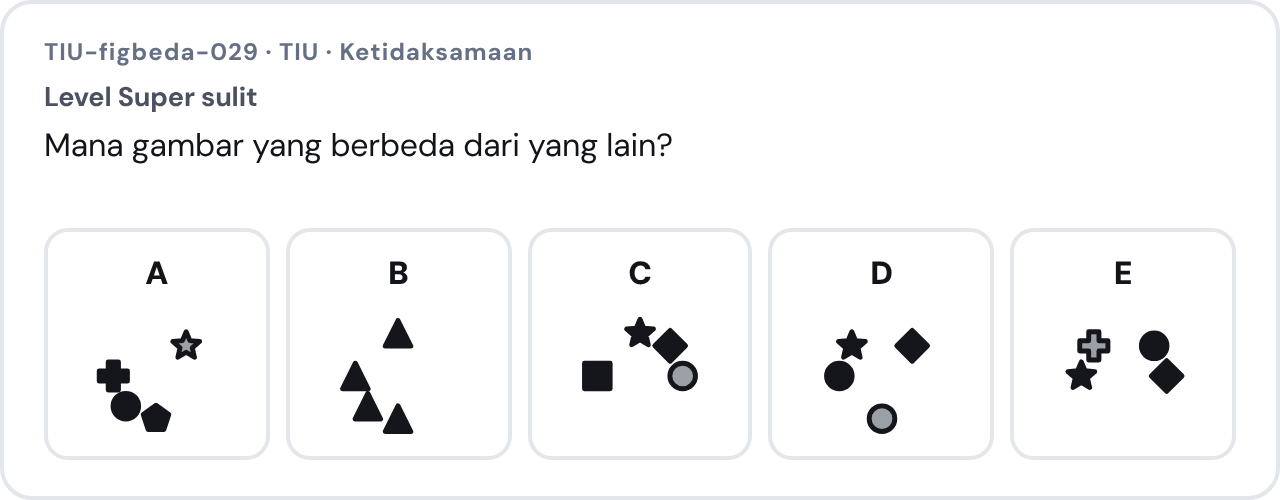 TIU-figbeda-029 · TIU · Ketidaksamaan
Level Super sulit
Mana gambar yang berbeda dari yang lain?
A B C D E